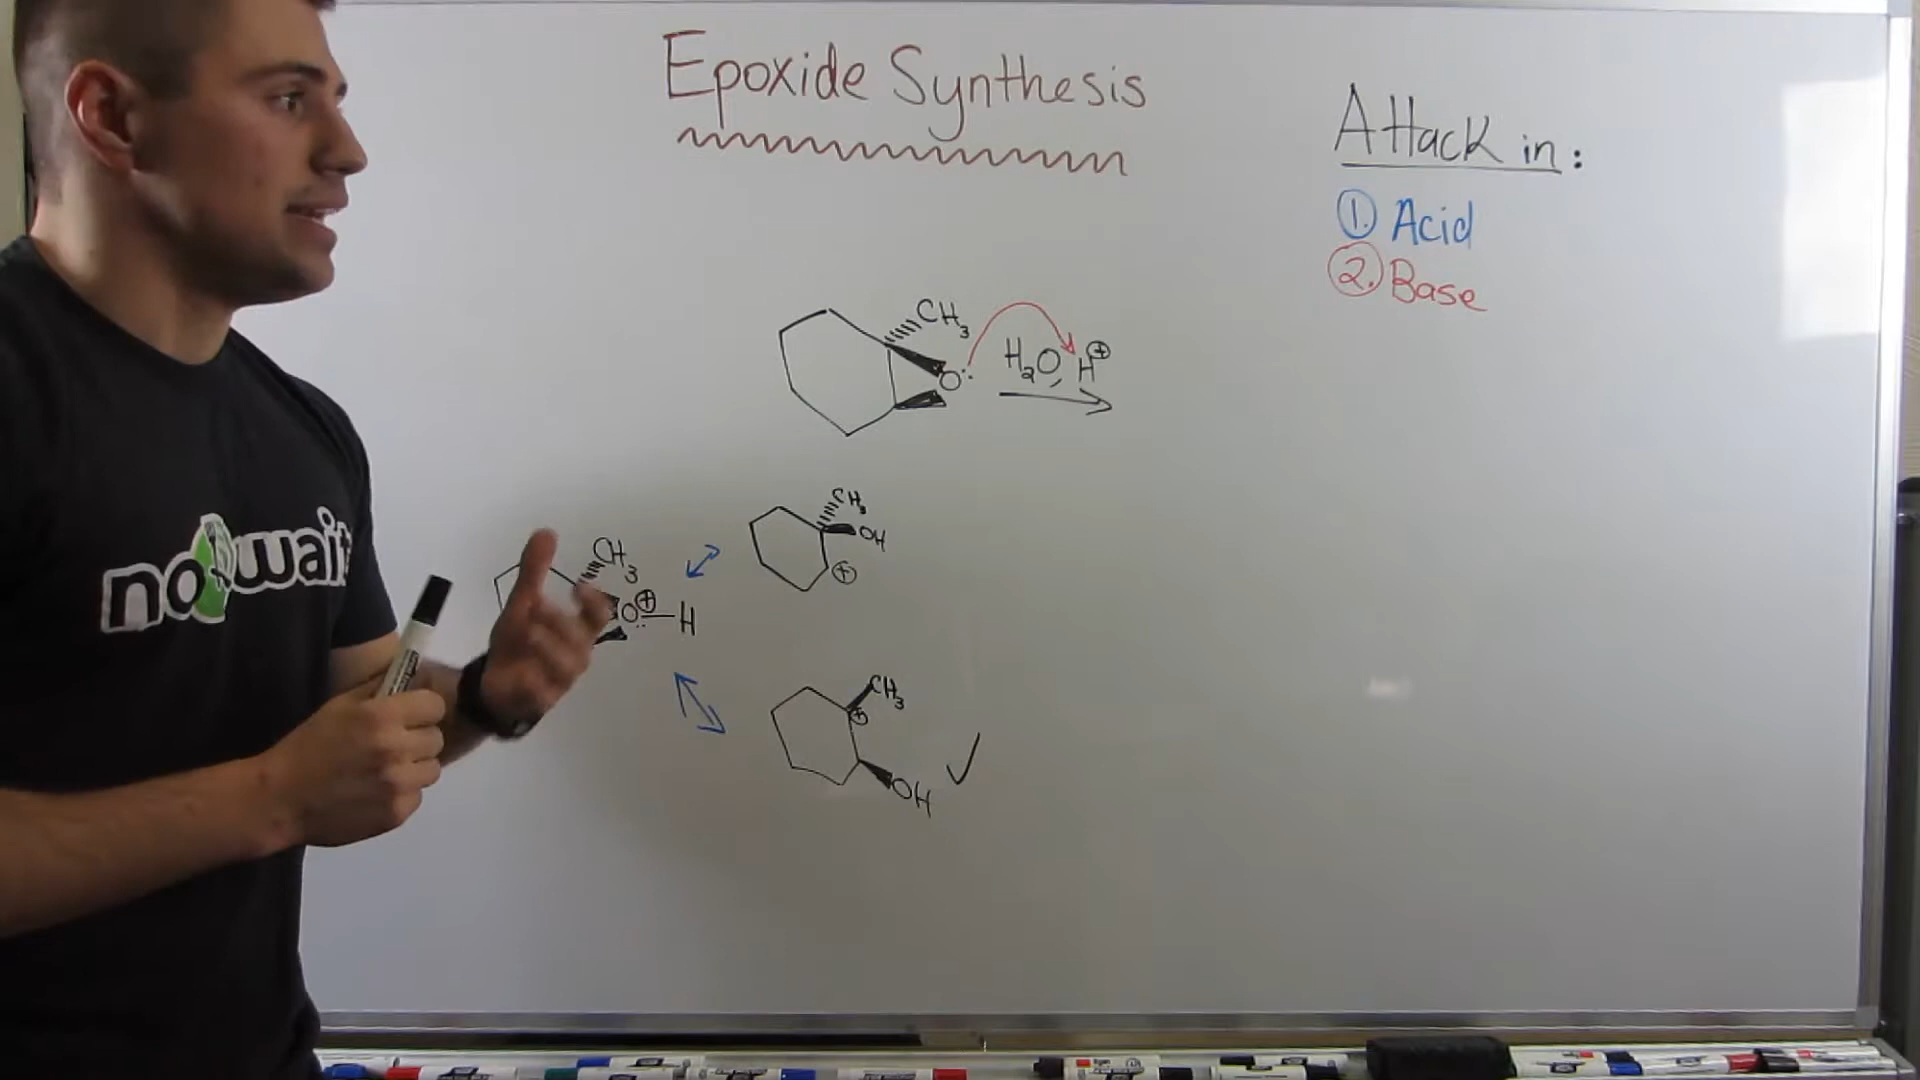 Epoxide Synthesis
Attack in:
1. Acid
2. Base
CH3
O:
H2O, H⊕
CH3
OH
⊕
CH3
O⊕—H
CH3
⊕
OH
nowait